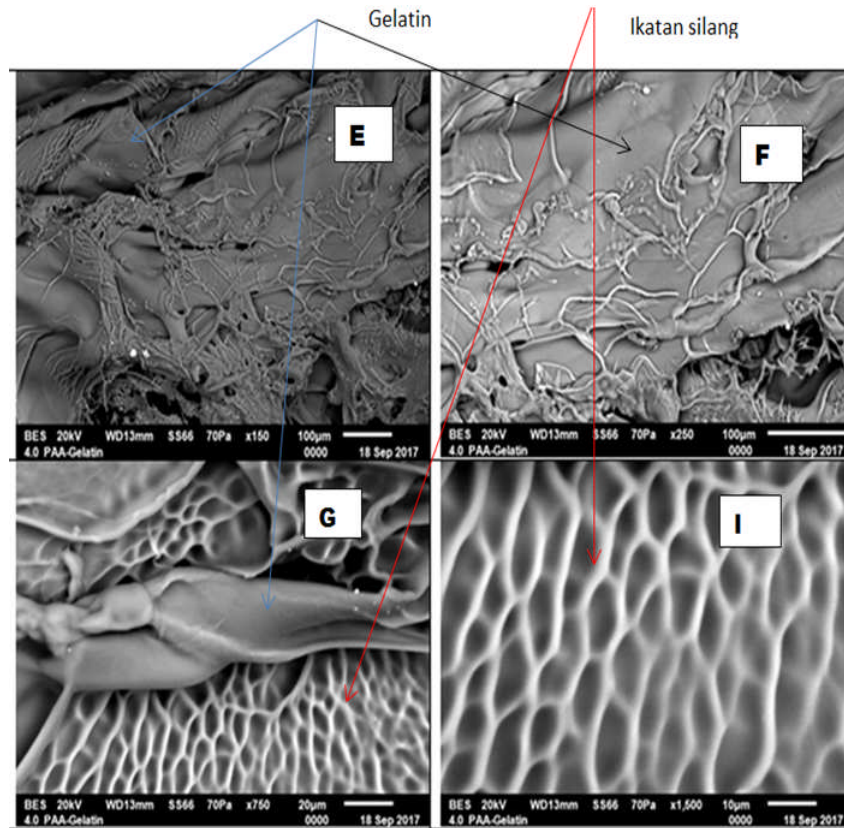 Gelatin
Ikatan silang
E
F
BES 20kV WD13mm SS66 70Pa x150 100µm
4.0 PAA-Gelatin 0000 18 Sep 2017
BES 20kV WD13mm SS66 70Pa x250 100µm
4.0 PAA-Gelatin 0000 18 Sep 2017
G
I
BES 20kV WD13mm SS66 70Pa x750 20µm
4.0 PAA-Gelatin 0000 18 Sep 2017
BES 20kV WD13mm SS66 70Pa x1,500 10µm
4.0 PAA-Gelatin 0000 18 Sep 2017